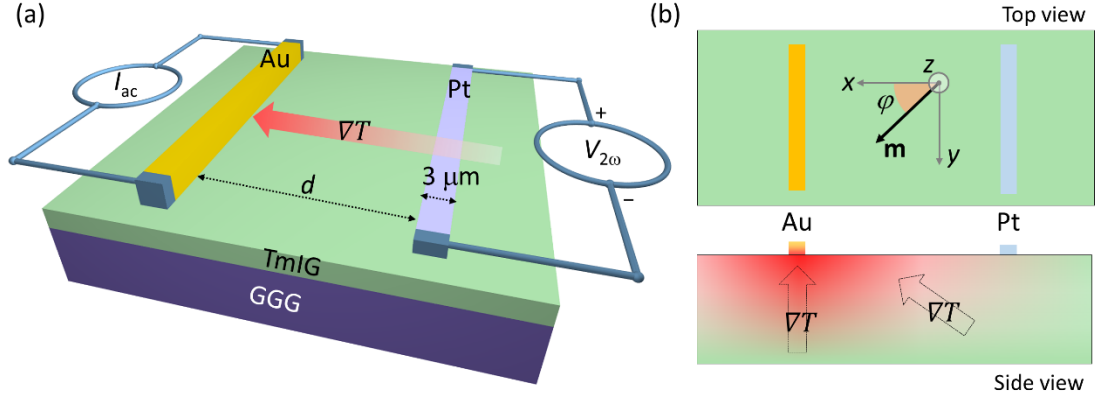 (a)
Au
Pt
I_ac
∇T
+
V_2ω
−
3 μm
d
TmIG
GGG
(b)
Top view
z
x
φ
m
y
Au
Pt
∇T
∇T
Side view